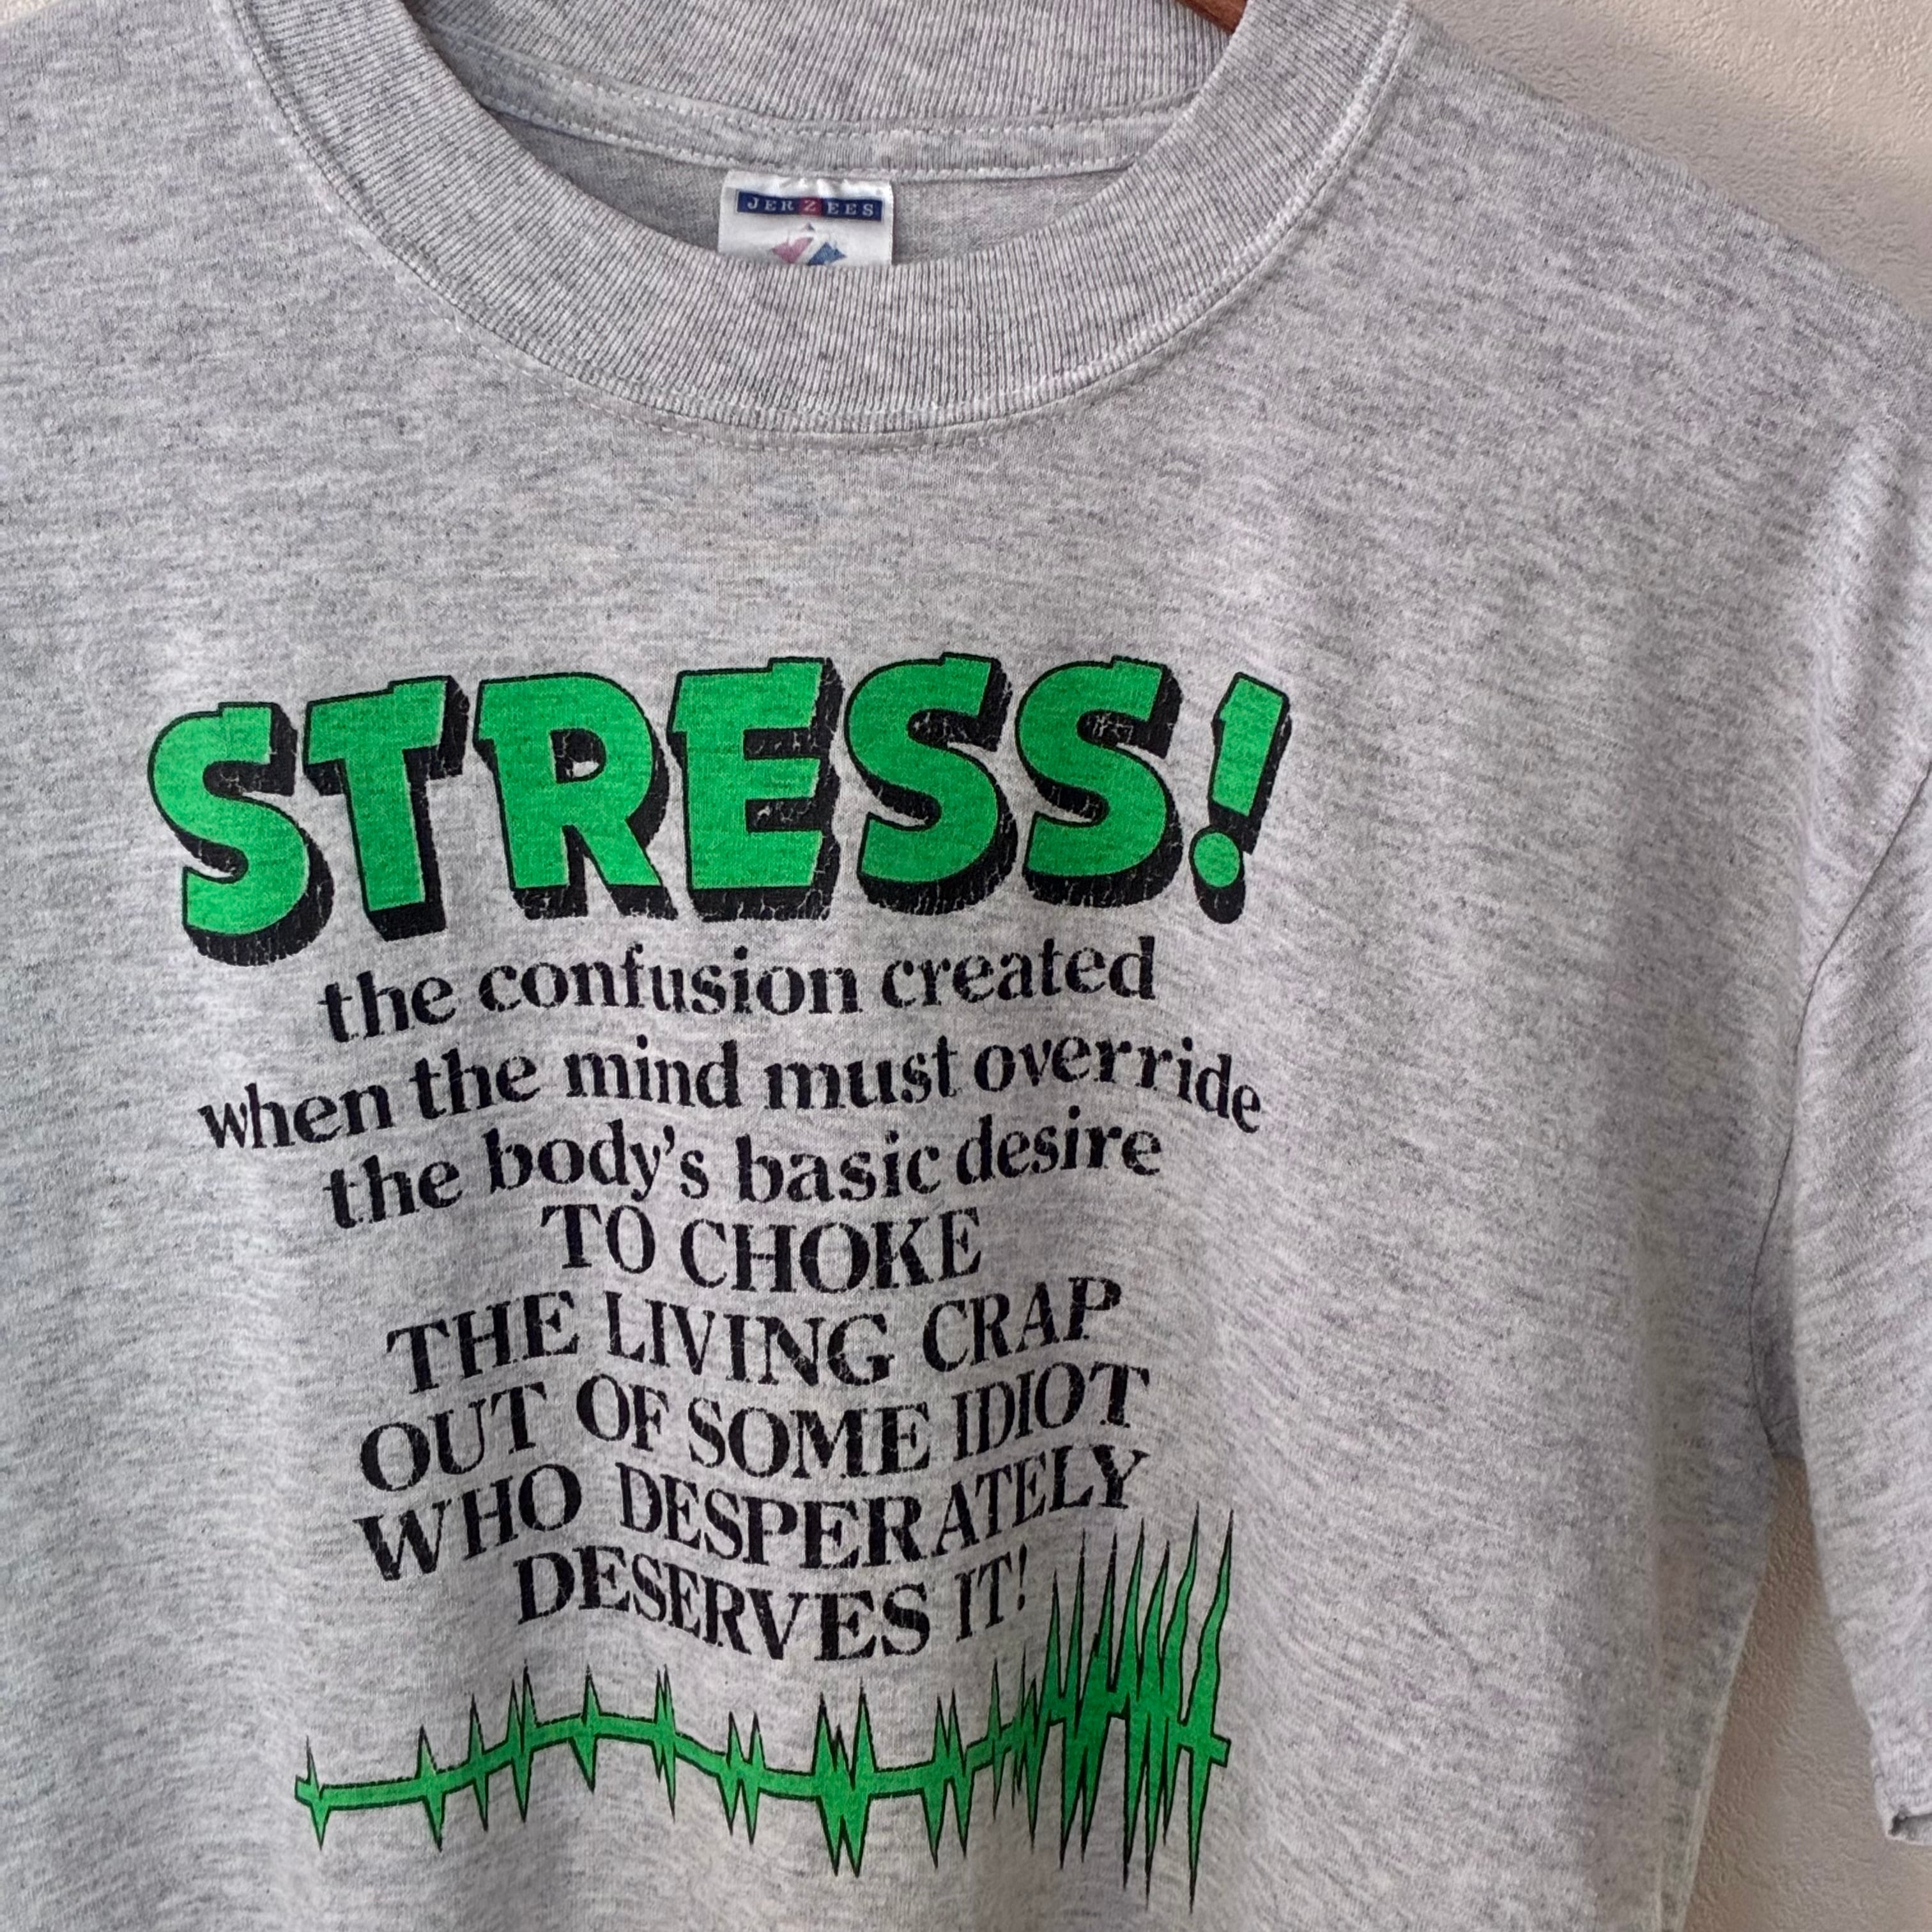 JERZEES
STRESS!
the confusion created
when the mind must override
the body's basic desire
TO CHOKE
THE LIVING CRAP
OUT OF SOME IDIOT
WHO DESPERATELY
DESERVES IT!